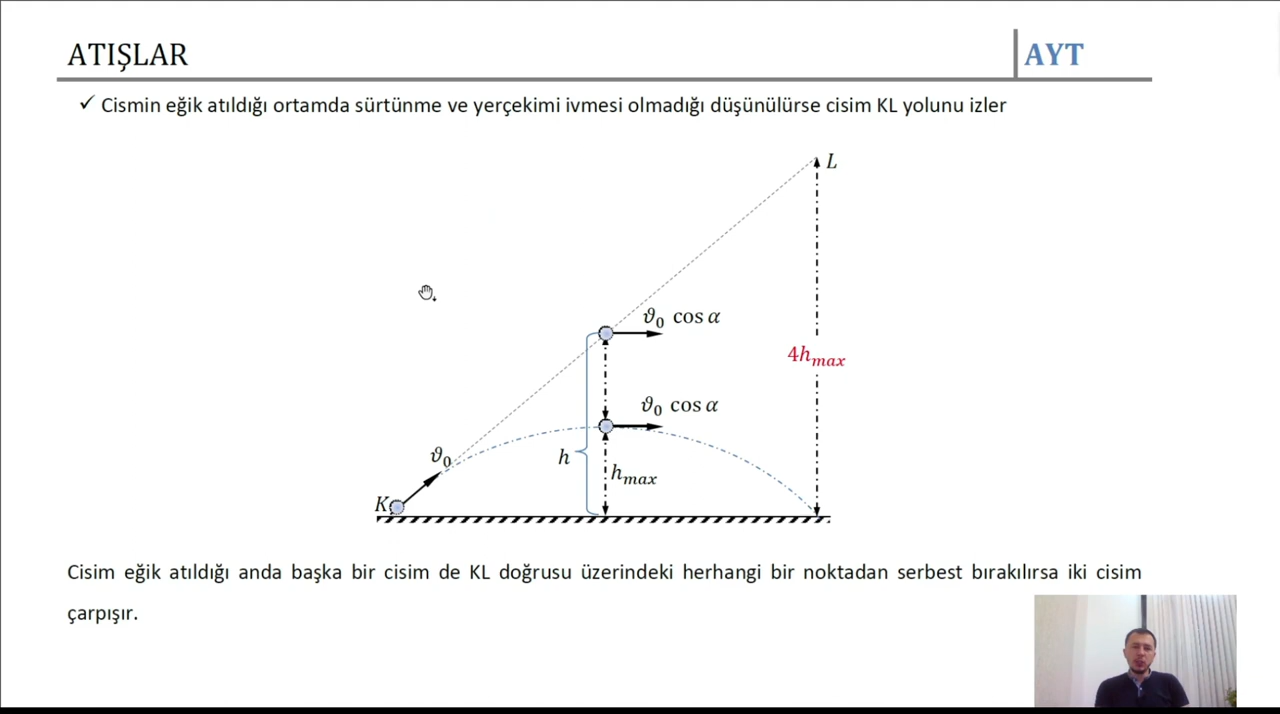 ATIŞLAR
AYT
✓ Cismin eğik atıldığı ortamda sürtünme ve yerçekimi ivmesi olmadığı düşünülürse cisim KL yolunu izler
L
ϑ₀ cos α
4hₘₐₓ
ϑ₀ cos α
ϑ₀
h
hₘₐₓ
K
Cisim eğik atıldığı anda başka bir cisim de KL doğrusu üzerindeki herhangi bir noktadan serbest bırakılırsa iki cisim
çarpışır.